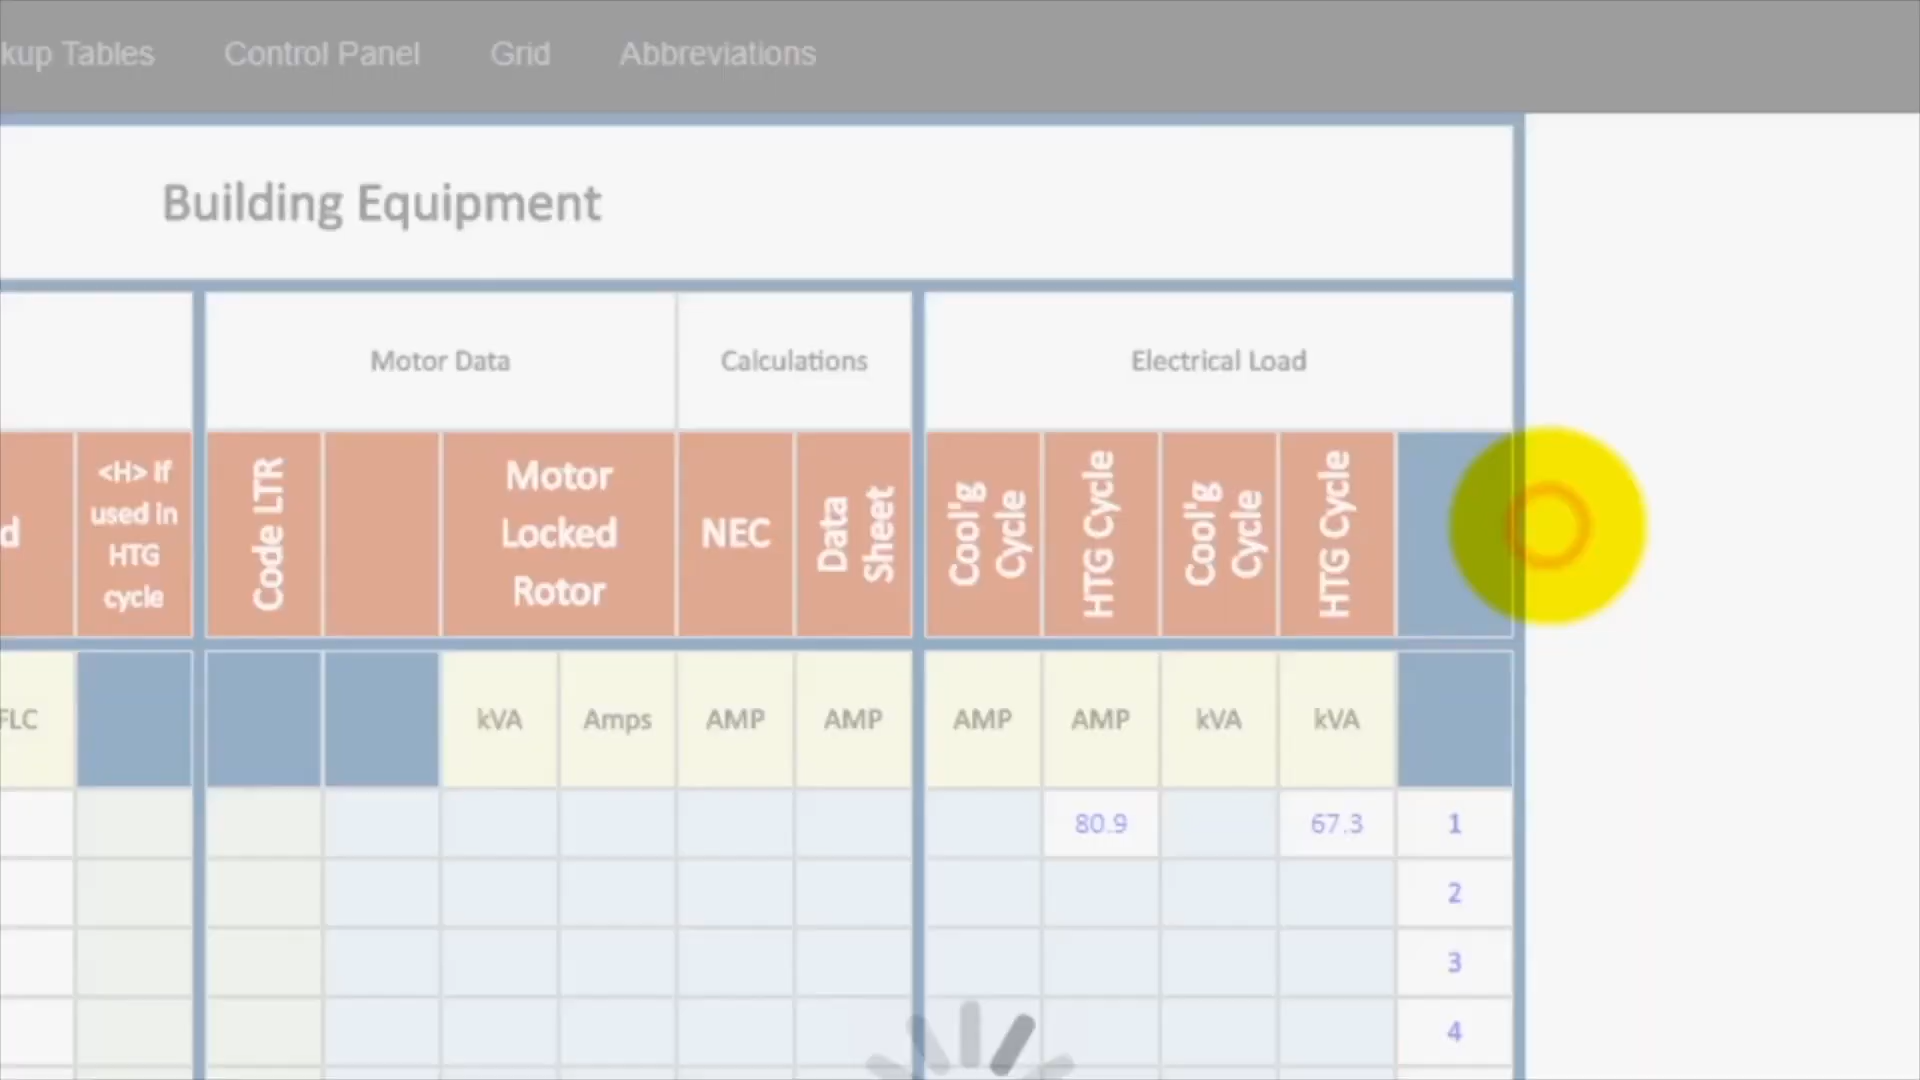 kup Tables Control Panel Grid Abbreviations
Building Equipment
Motor Data Calculations Electrical Load
d
<H> If
used in
HTG
cycle
Code LTR
Motor
Locked
Rotor
NEC
Data
Sheet
Cool'g
Cycle
HTG Cycle
Cool'g
Cycle
HTG Cycle
FLC kVA Amps AMP AMP AMP AMP kVA kVA
80.9 67.3 1
2
3
4